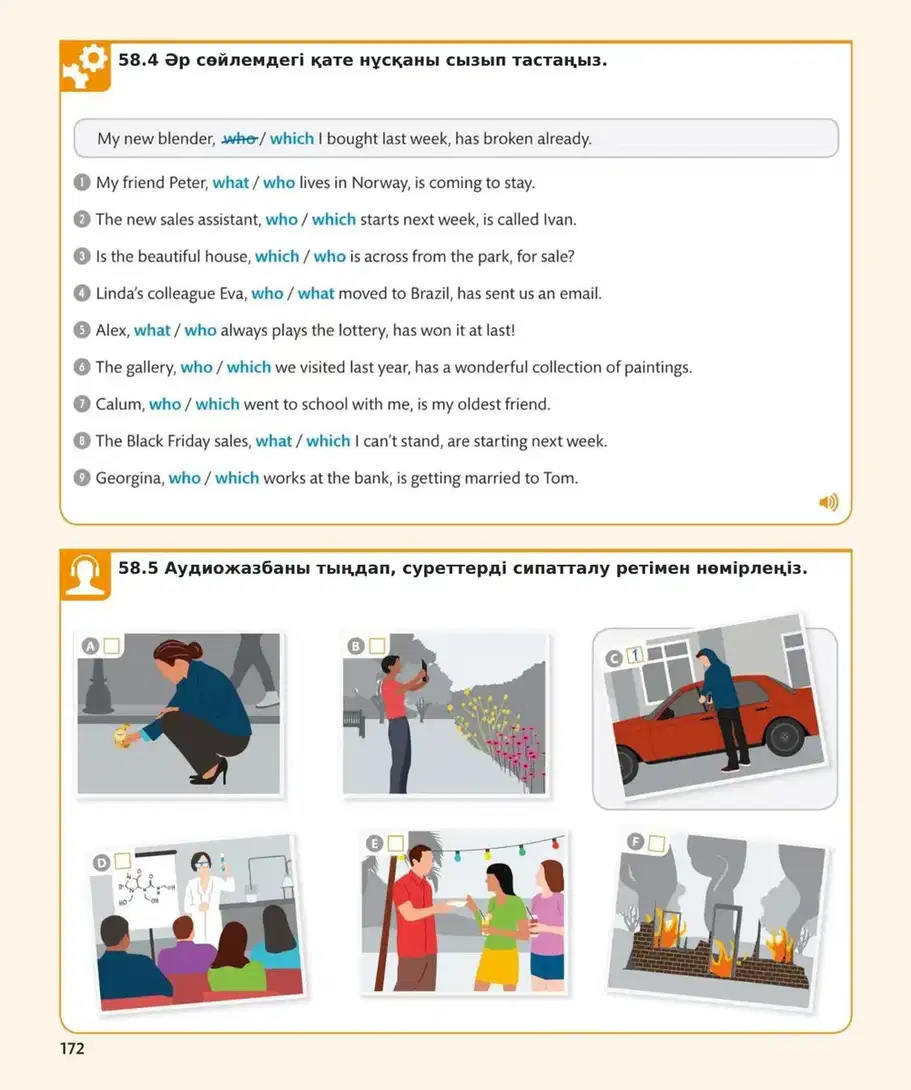 58.4 Әр сөйлемдегі қате нұсқаны сызып тастаңыз.
My new blender, who / which I bought last week, has broken already.
1 My friend Peter, what / who lives in Norway, is coming to stay.
2 The new sales assistant, who / which starts next week, is called Ivan.
3 Is the beautiful house, which / who is across from the park, for sale?
4 Linda’s colleague Eva, who / what moved to Brazil, has sent us an email.
5 Alex, what / who always plays the lottery, has won it at last!
6 The gallery, who / which we visited last year, has a wonderful collection of paintings.
7 Calum, who / which went to school with me, is my oldest friend.
8 The Black Friday sales, what / which I can’t stand, are starting next week.
9 Georgina, who / which works at the bank, is getting married to Tom.
58.5 Аудиожазбаны тыңдап, суреттерді сипатталу ретімен нөмірлеңіз.
A
B
C 1
D
E
F
172